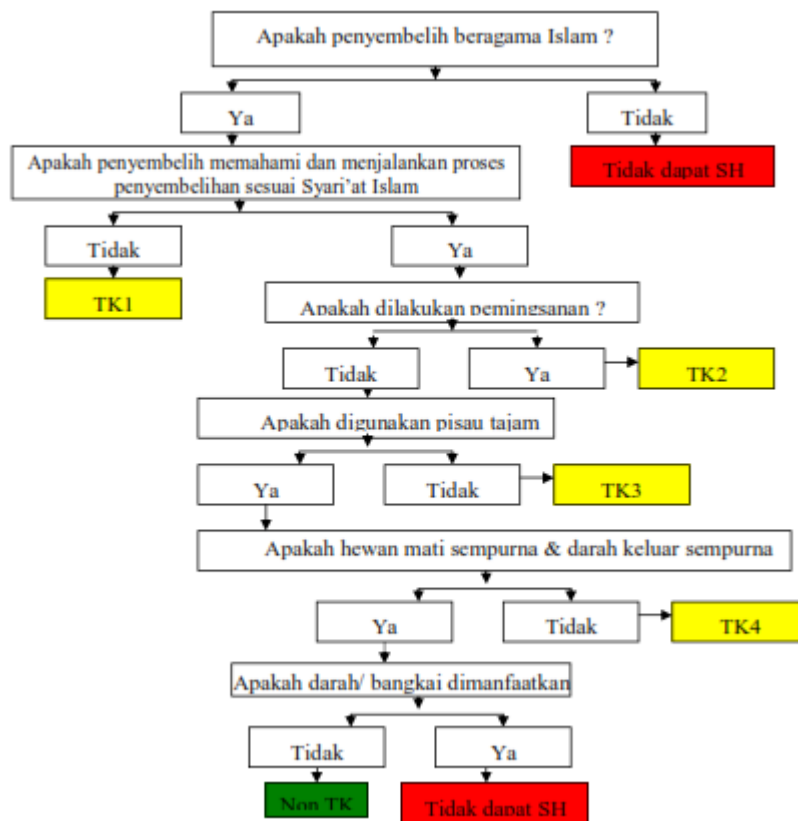 Apakah penyembelih beragama Islam ?
Ya
Tidak
Apakah penyembelih memahami dan menjalankan proses
penyembelihan sesuai Syari'at Islam
Tidak dapat SH
Tidak
Ya
TK1
Apakah dilakukan pemingsanan ?
Tidak
Ya
TK2
Apakah digunakan pisau tajam
Ya
Tidak
TK3
Apakah hewan mati sempurna & darah keluar sempurna
Ya
Tidak
TK4
Apakah darah/ bangkai dimanfaatkan
Tidak
Ya
Non TK
Tidak dapat SH